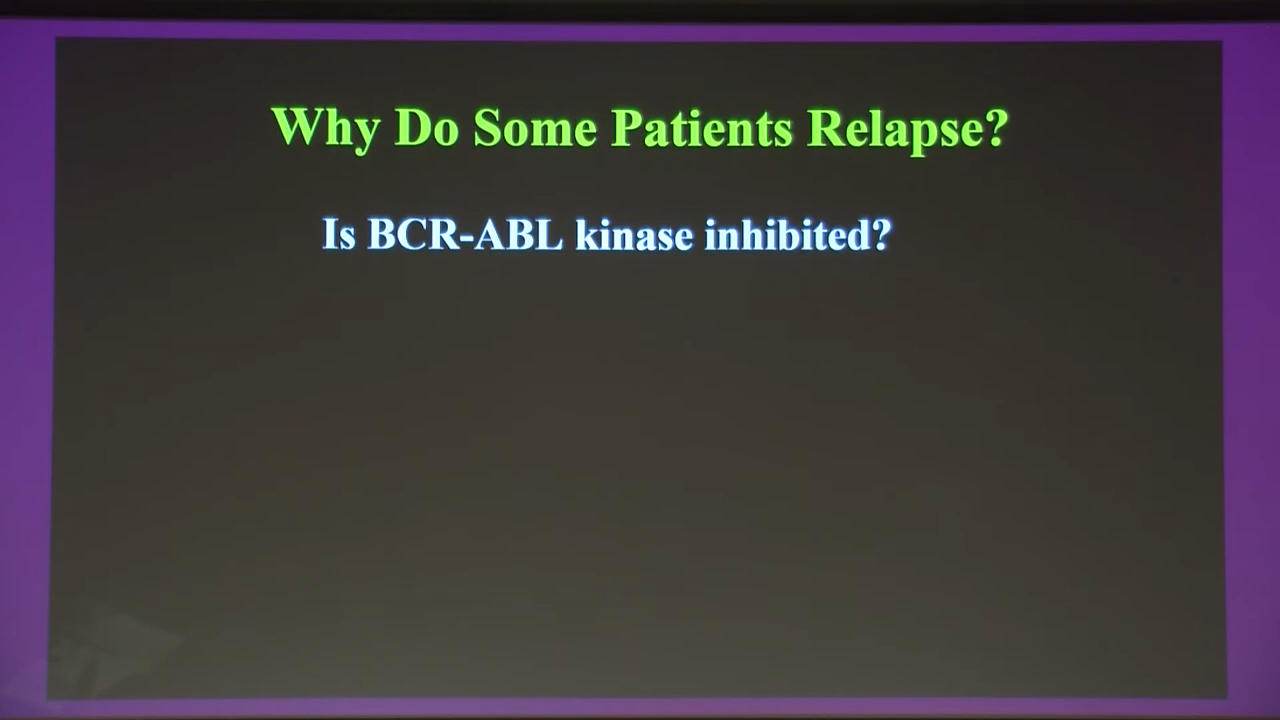 Why Do Some Patients Relapse?
Is BCR-ABL kinase inhibited?